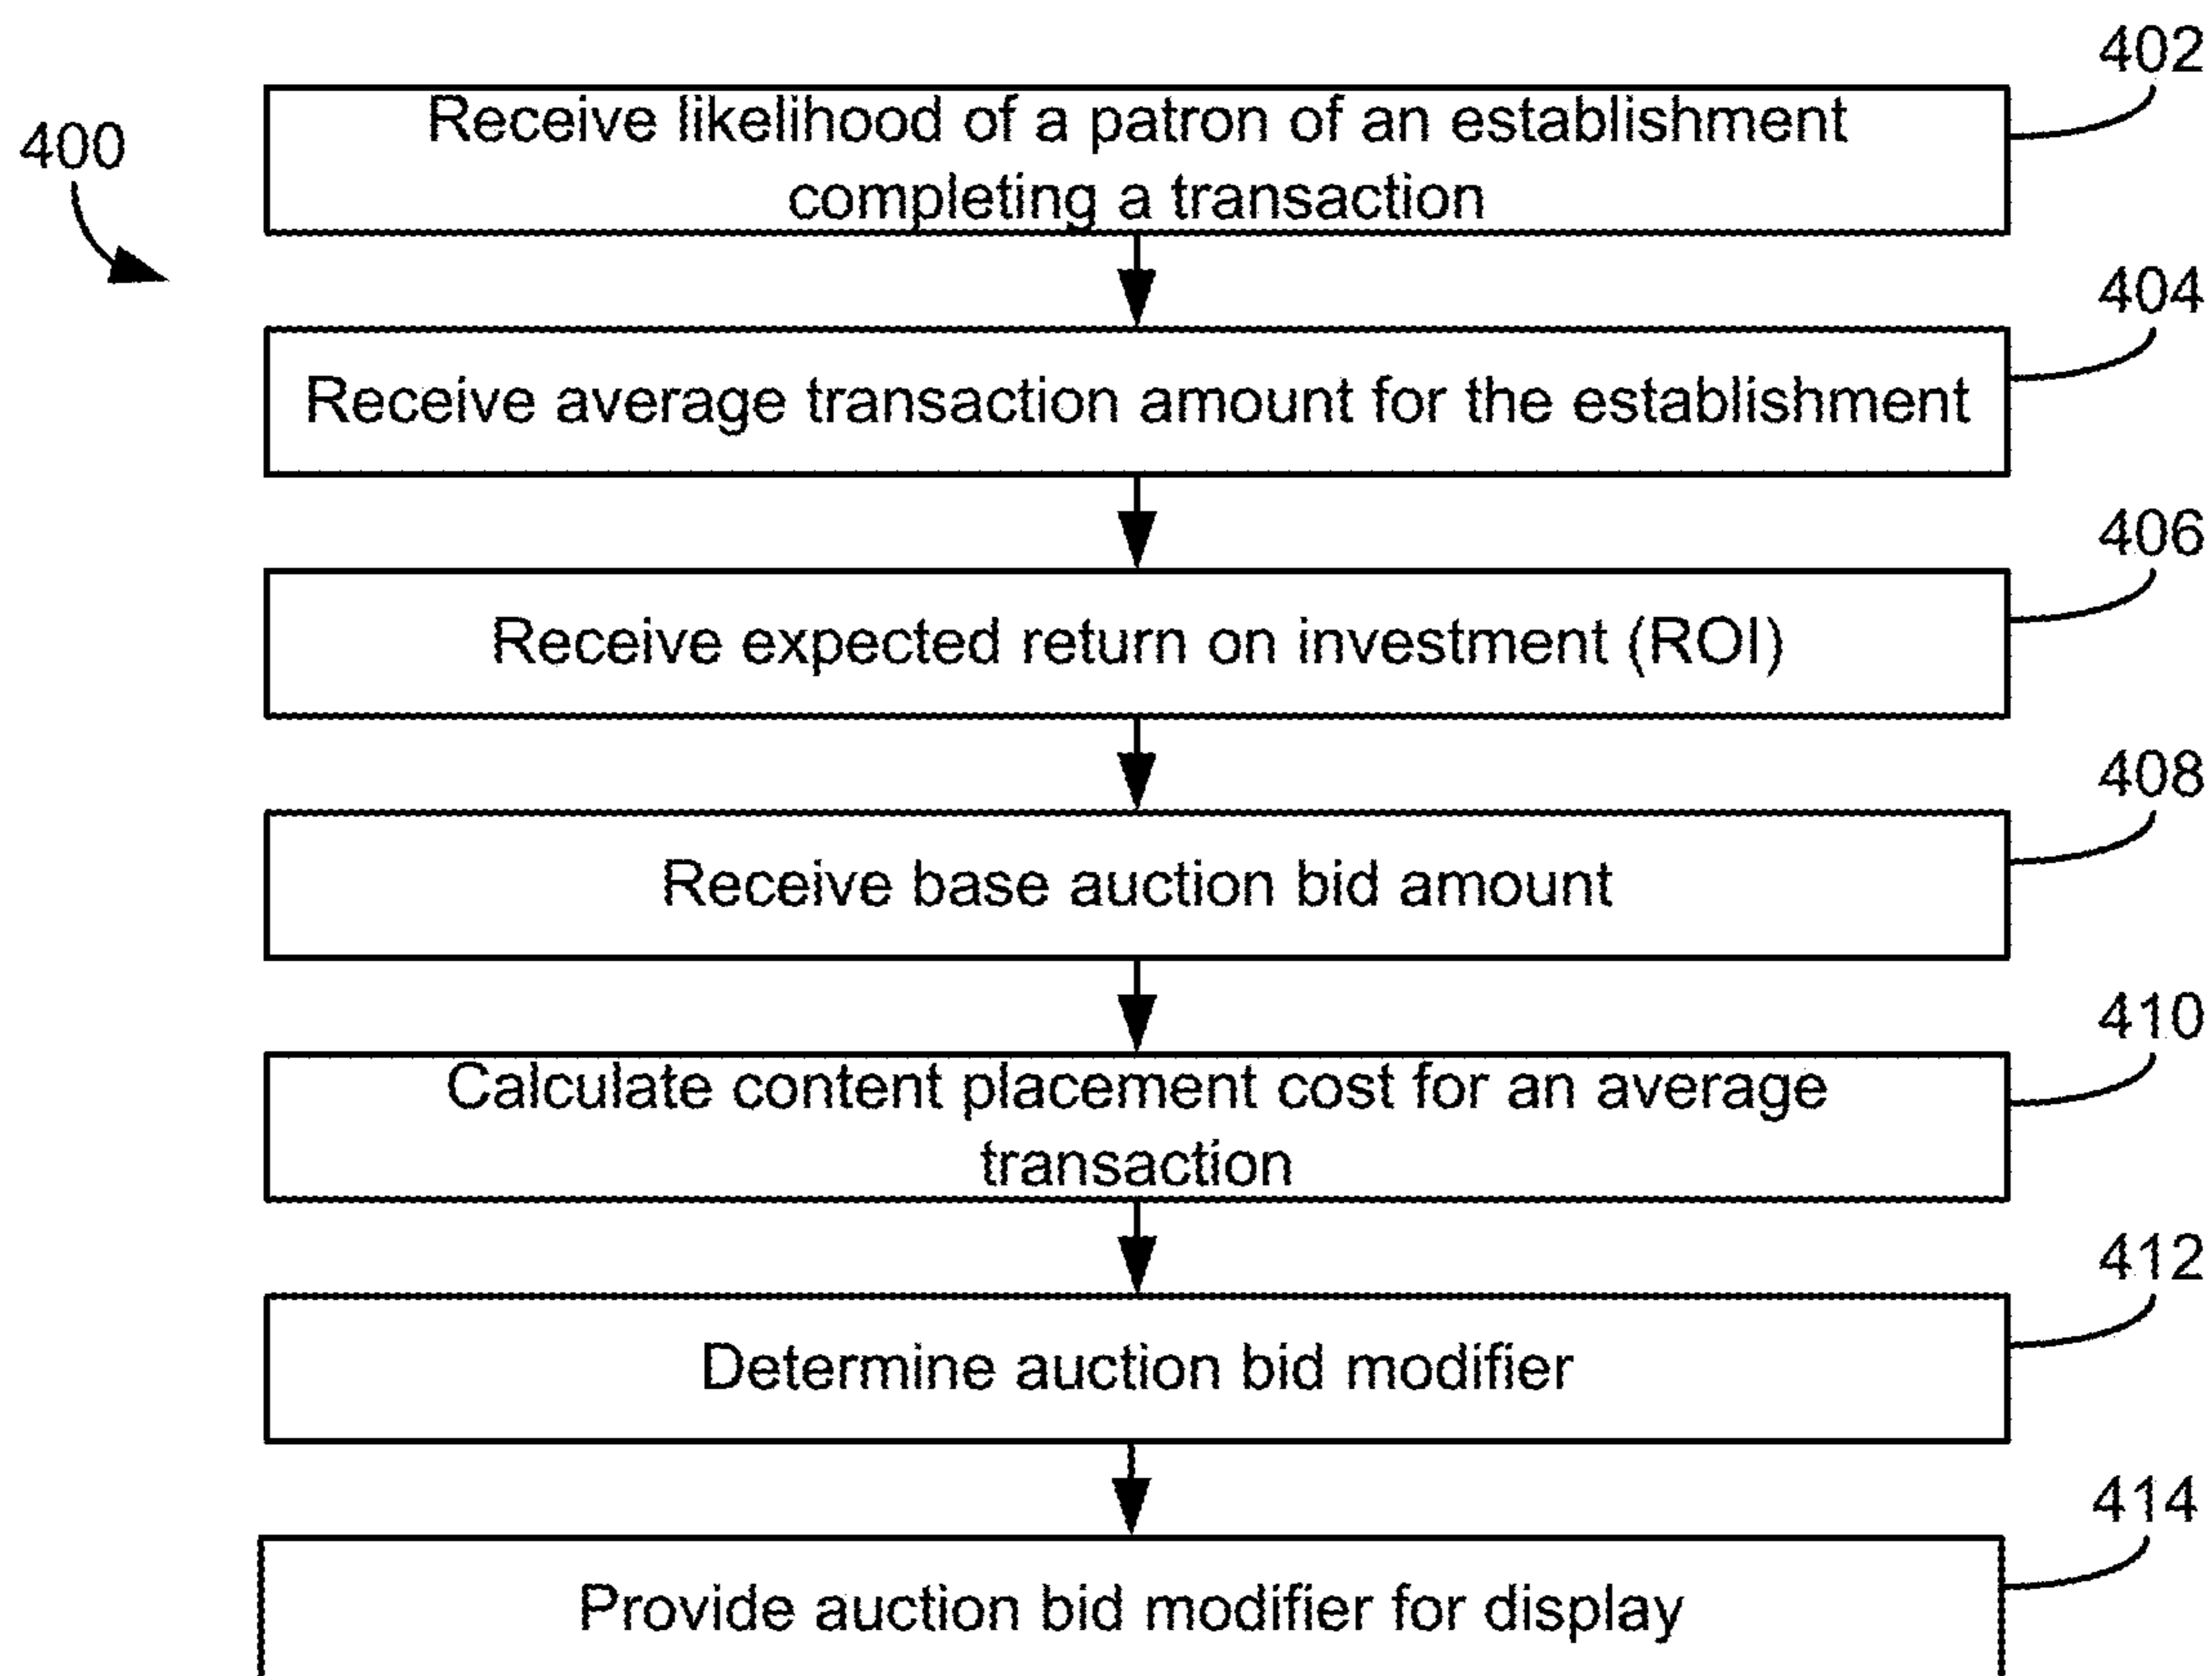 402
Receive likelihood of a patron of an establishment
completing a transaction
400
404
Receive average transaction amount for the establishment
406
Receive expected return on investment (ROI)
408
Receive base auction bid amount
410
Calculate content placement cost for an average
transaction
412
Determine auction bid modifier
414
Provide auction bid modifier for display